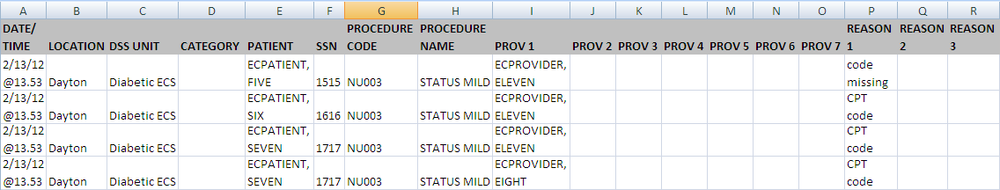 A B C D E F G H I J K L M N O P Q R
DATE/ PROCEDURE PROCEDURE REASON REASON REASON
TIME LOCATION DSS UNIT CATEGORY PATIENT SSN CODE NAME PROV 1 PROV 2 PROV 3 PROV 4 PROV 5 PROV 6 PROV 7 1 2 3
2/13/12 ECPATIENT, ECPROVIDER, code
@13.53 Dayton Diabetic ECS FIVE 1515 NU003 STATUS MILD ELEVEN missing
2/13/12 ECPATIENT, ECPROVIDER, CPT
@13.53 Dayton Diabetic ECS SIX 1616 NU003 STATUS MILD ELEVEN code
2/13/12 ECPATIENT, ECPROVIDER, CPT
@13.53 Dayton Diabetic ECS SEVEN 1717 NU003 STATUS MILD ELEVEN code
2/13/12 ECPATIENT, ECPROVIDER, CPT
@13.53 Dayton Diabetic ECS SEVEN 1717 NU003 STATUS MILD EIGHT code